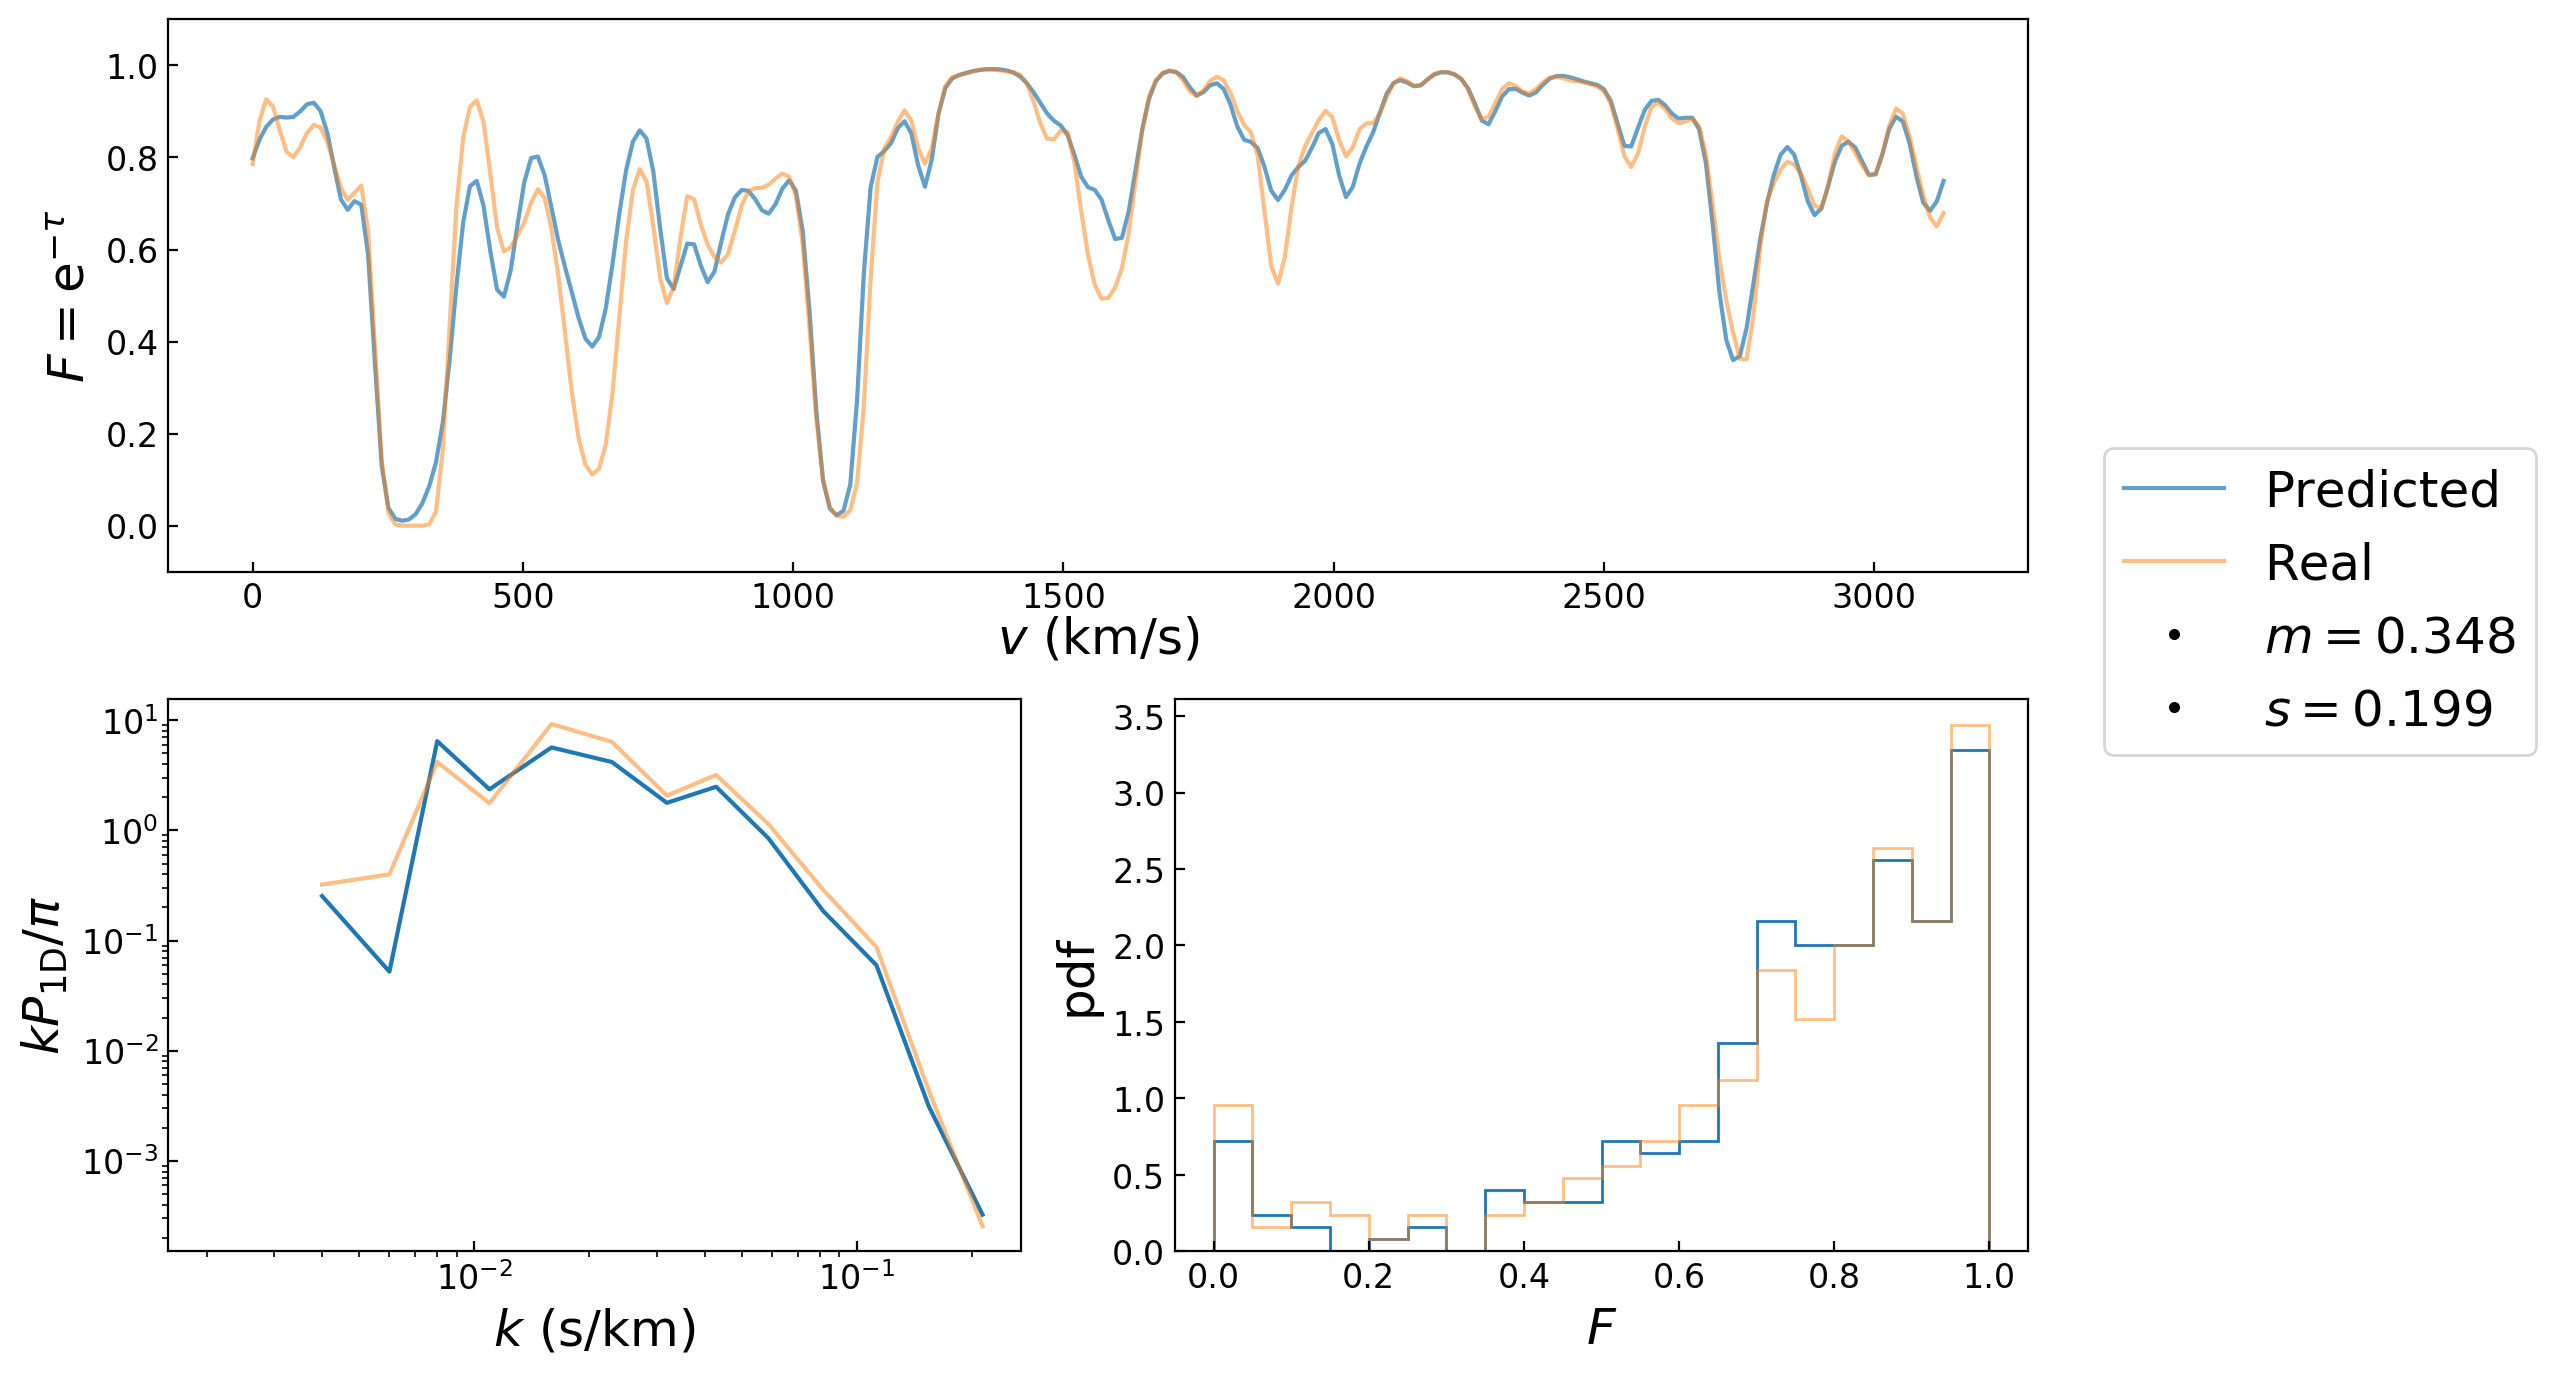 1.0
0.8
0.6
0.4
0.2
0.0
F = e^{−τ}
0 500 1000 1500 2000 2500 3000
v (km/s)
Predicted
Real
m = 0.348
s = 0.199
10^1
10^0
10^{−1}
10^{−2}
10^{−3}
kP_{1D}/π
10^{−2} 10^{−1}
k (s/km)
3.5
3.0
2.5
2.0
1.5
1.0
0.5
0.0
pdf
0.0 0.2 0.4 0.6 0.8 1.0
F